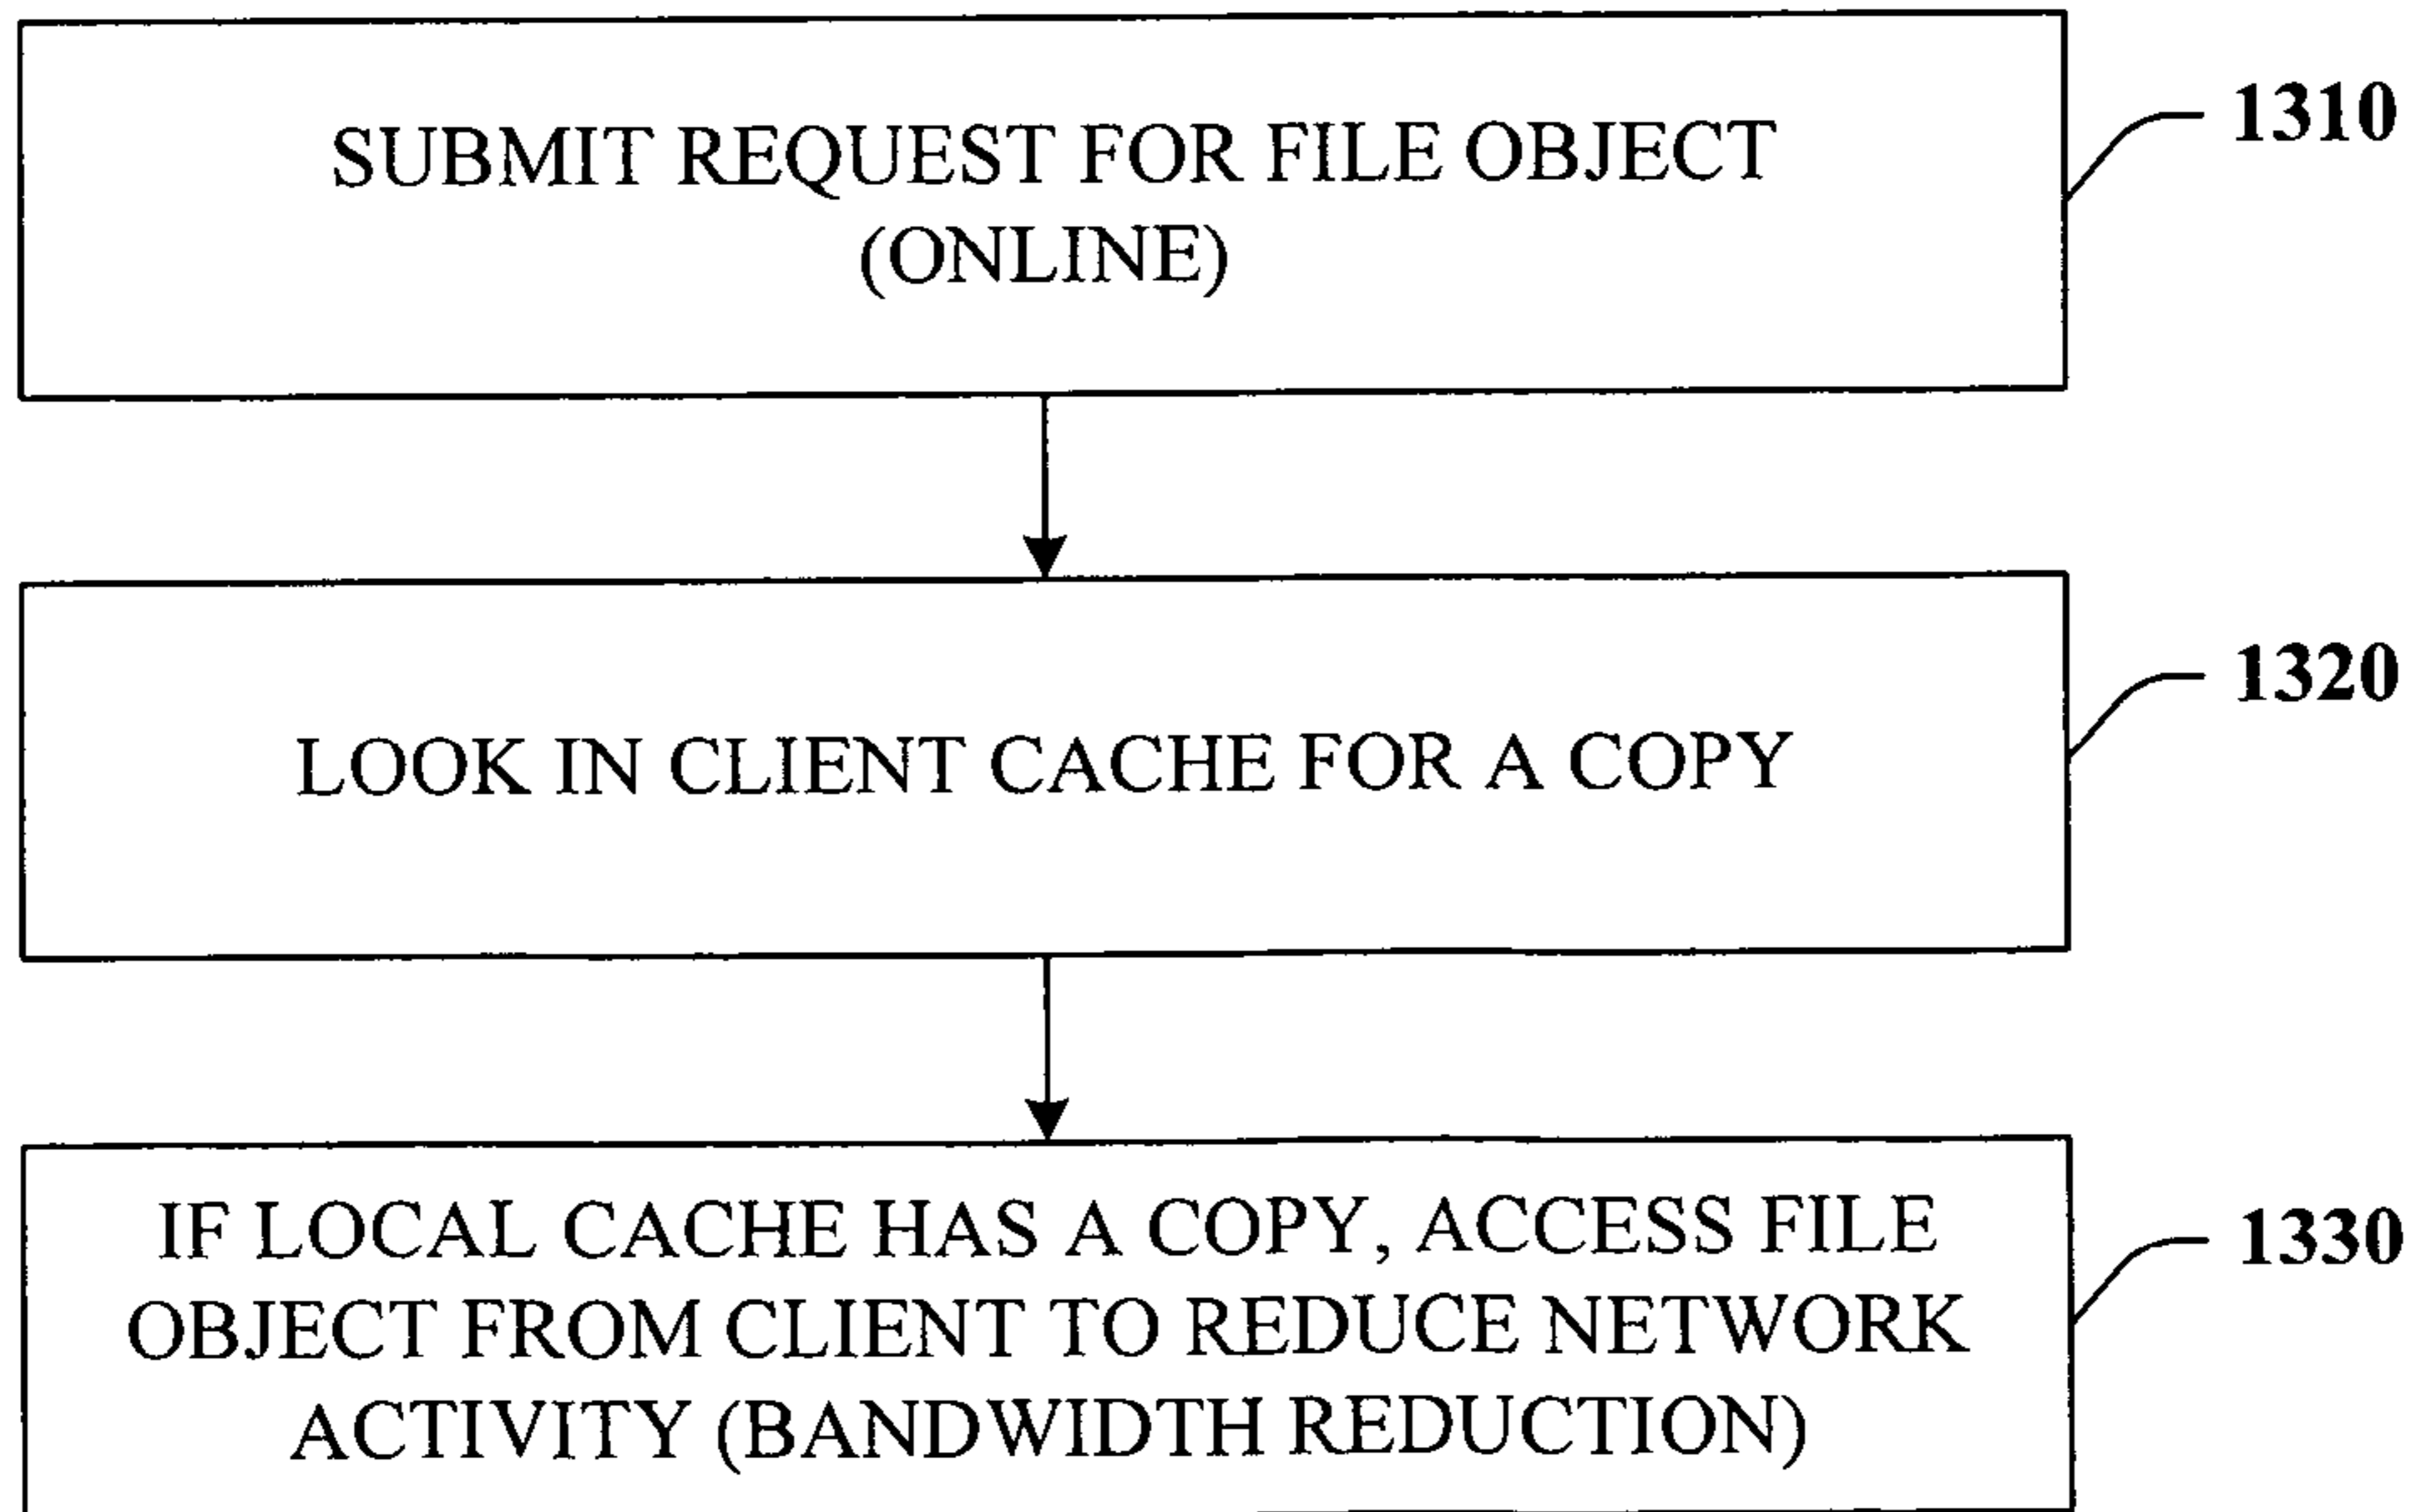 SUBMIT REQUEST FOR FILE OBJECT
(ONLINE)
1310
LOOK IN CLIENT CACHE FOR A COPY
1320
IF LOCAL CACHE HAS A COPY, ACCESS FILE
OBJECT FROM CLIENT TO REDUCE NETWORK
ACTIVITY (BANDWIDTH REDUCTION)
1330